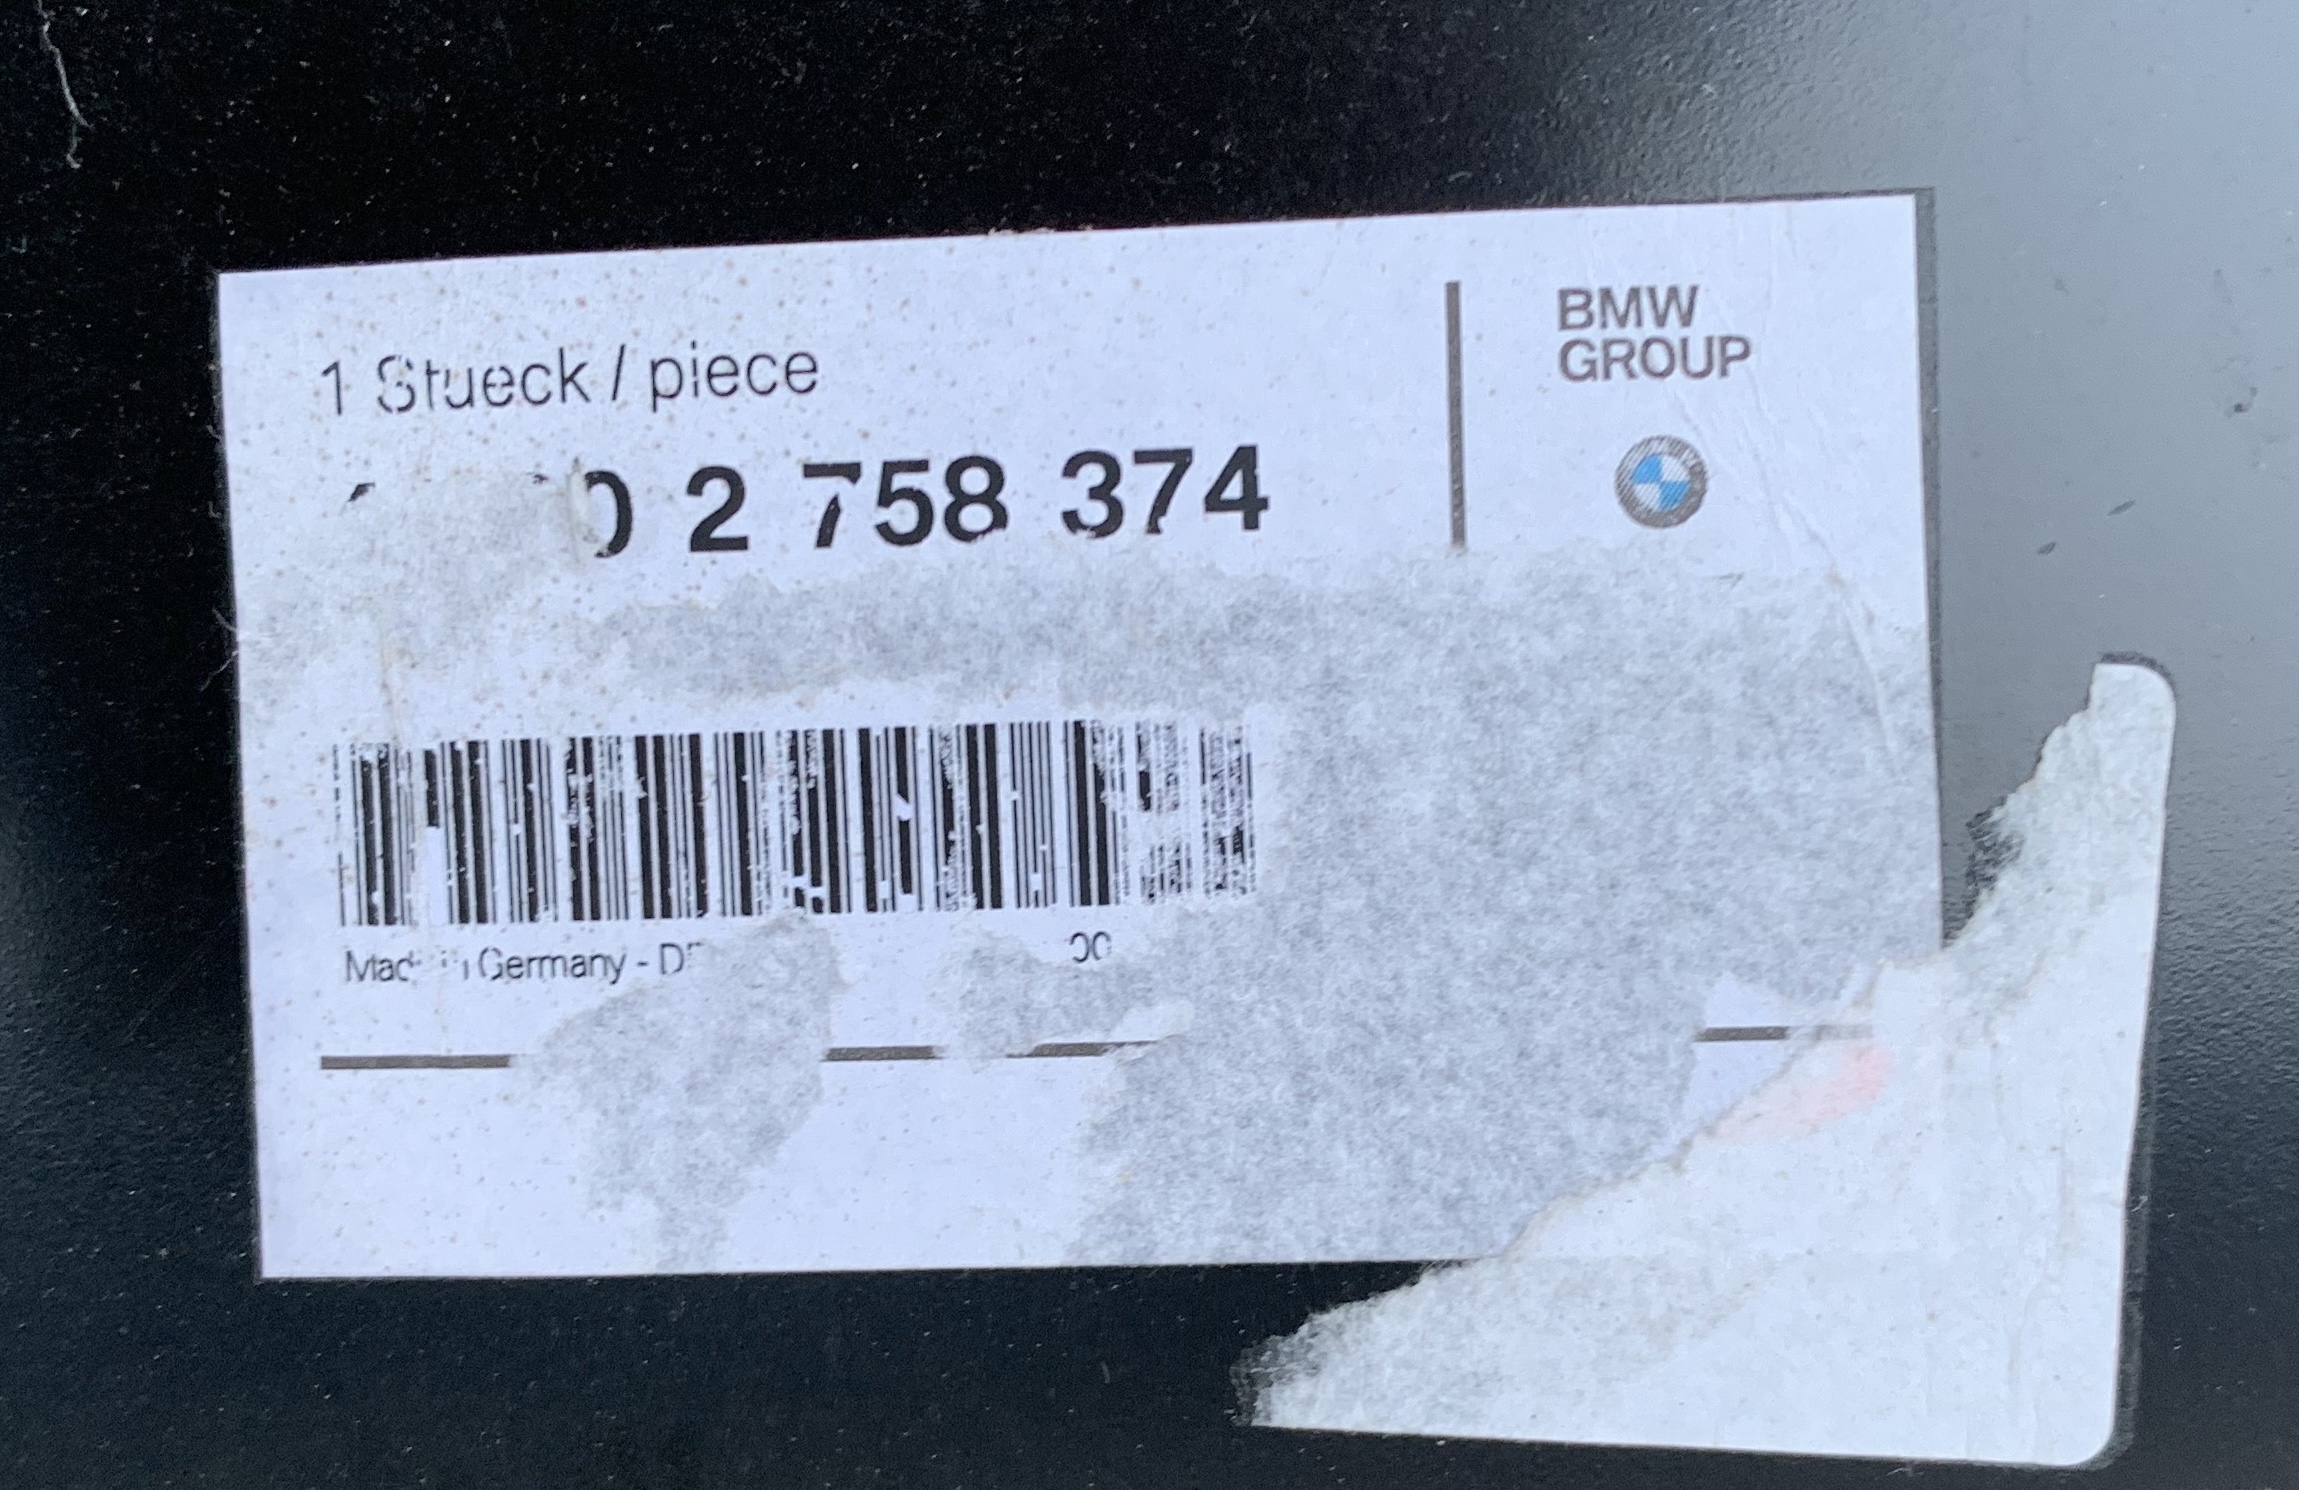 1 Stueck / piece
0 2 758 374
BMW
GROUP
Germany -